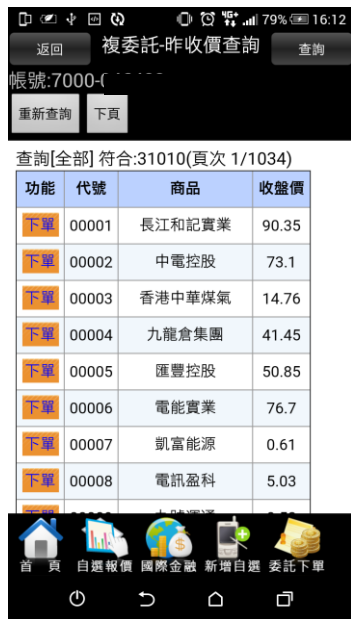 4G+ 79% 16:12
返回 複委託-昨收價查詢 查詢
帳號:7000-
重新查詢 下頁
查詢[全部] 符合:31010(頁次 1/1034)
功能 代號 商品 收盤價
下單 00001 長江和記實業 90.35
下單 00002 中電控股 73.1
下單 00003 香港中華煤氣 14.76
下單 00004 九龍倉集團 41.45
下單 00005 匯豐控股 50.85
下單 00006 電能實業 76.7
下單 00007 凱富能源 0.61
下單 00008 電訊盈科 5.03
首頁 自選報價 國際金融 新增自選 委託下單